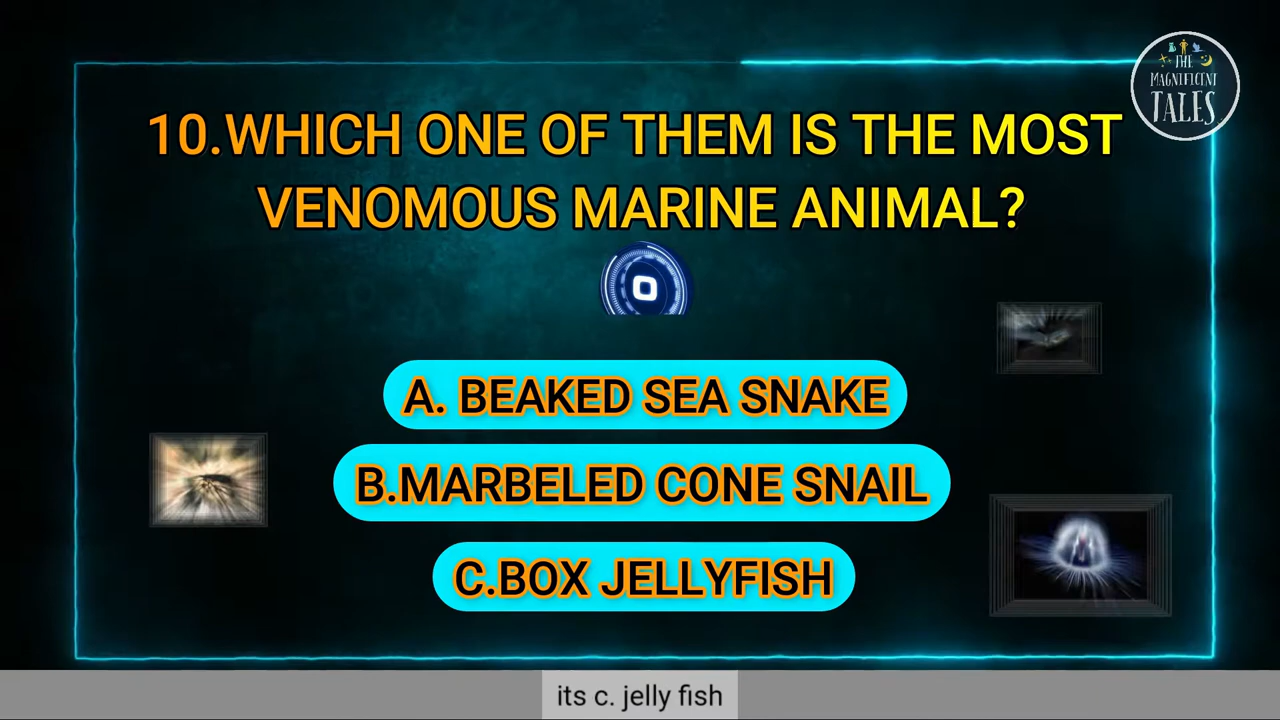 THE
MAGNIFICENT
TALES
10.WHICH ONE OF THEM IS THE MOST
VENOMOUS MARINE ANIMAL?
A. BEAKED SEA SNAKE
B.MARBELED CONE SNAIL
C.BOX JELLYFISH
its c. jelly fish